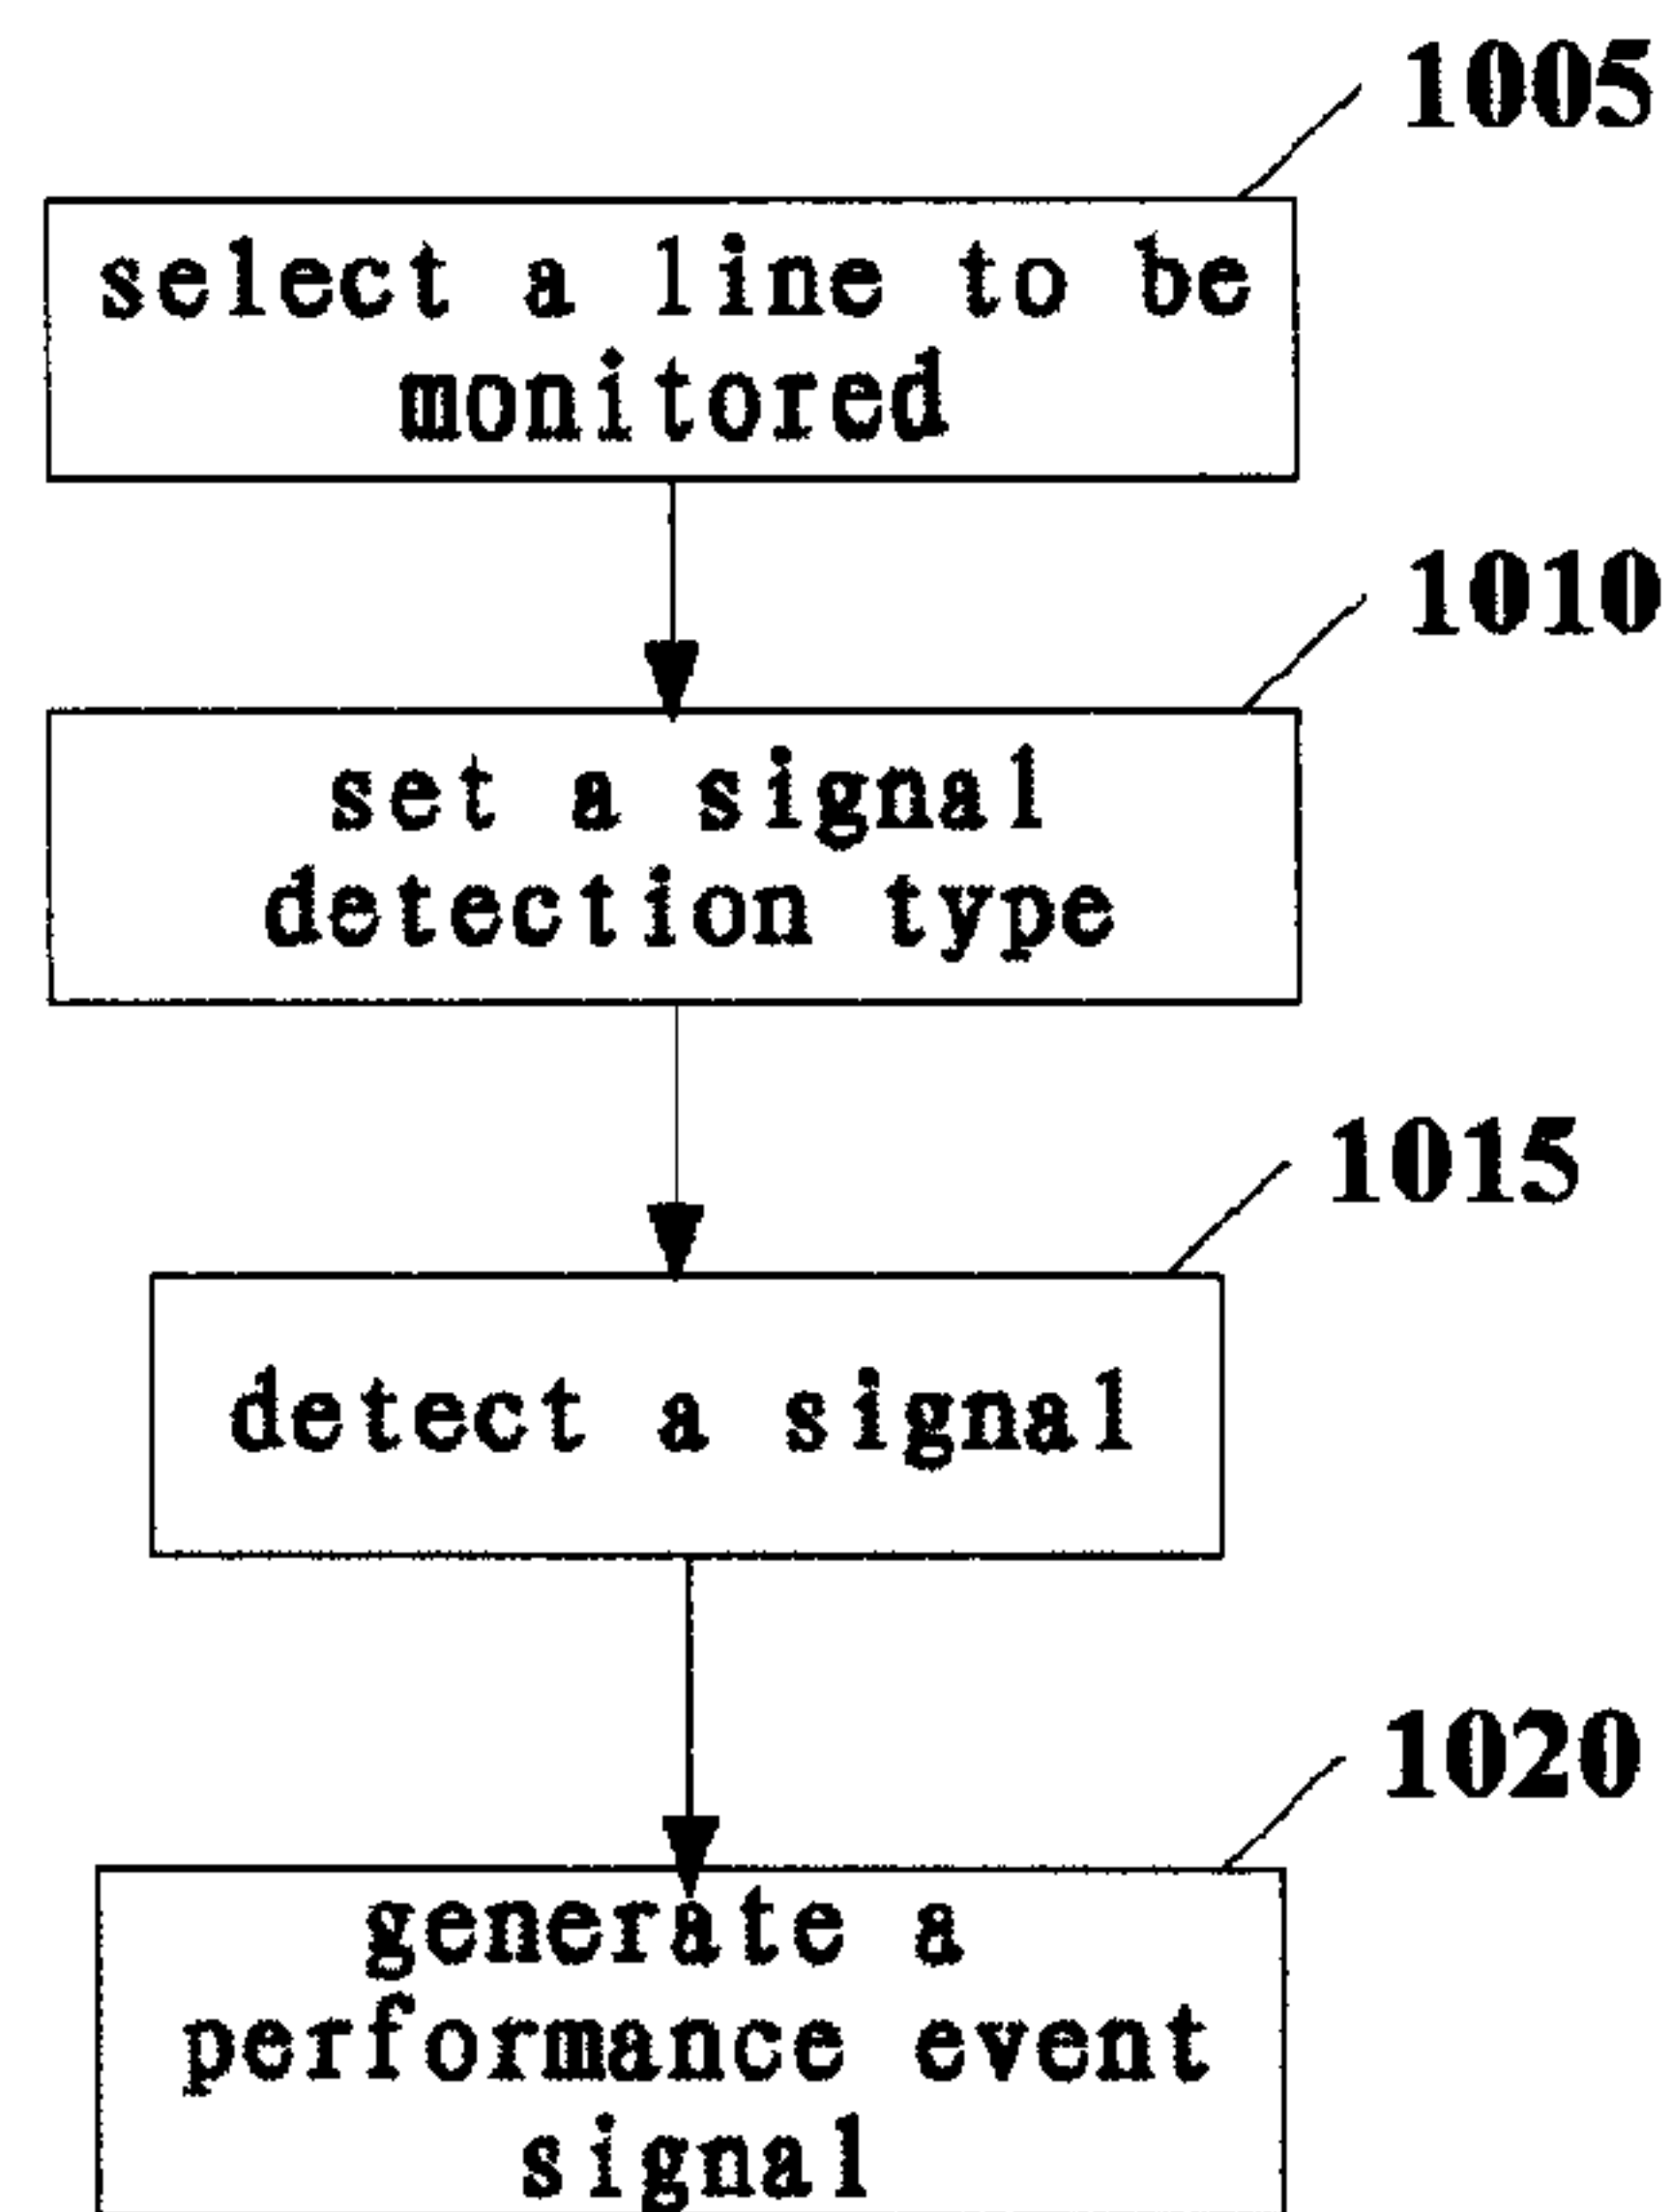 1005
select a line to be
monitored
1010
set a signal
detection type
1015
detect a signal
1020
generate a
performance event
signal